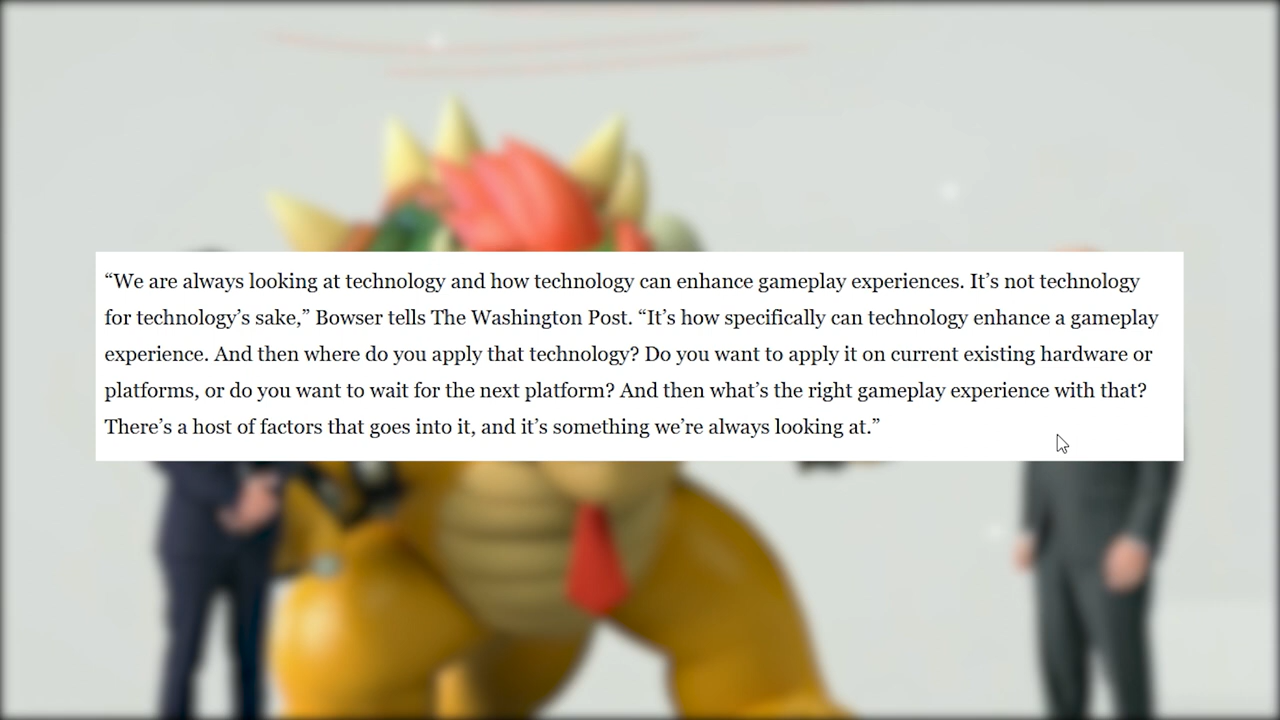 “We are always looking at technology and how technology can enhance gameplay experiences. It’s not technology
for technology’s sake,” Bowser tells The Washington Post. “It’s how specifically can technology enhance a gameplay
experience. And then where do you apply that technology? Do you want to apply it on current existing hardware or
platforms, or do you want to wait for the next platform? And then what’s the right gameplay experience with that?
There’s a host of factors that goes into it, and it’s something we’re always looking at.”